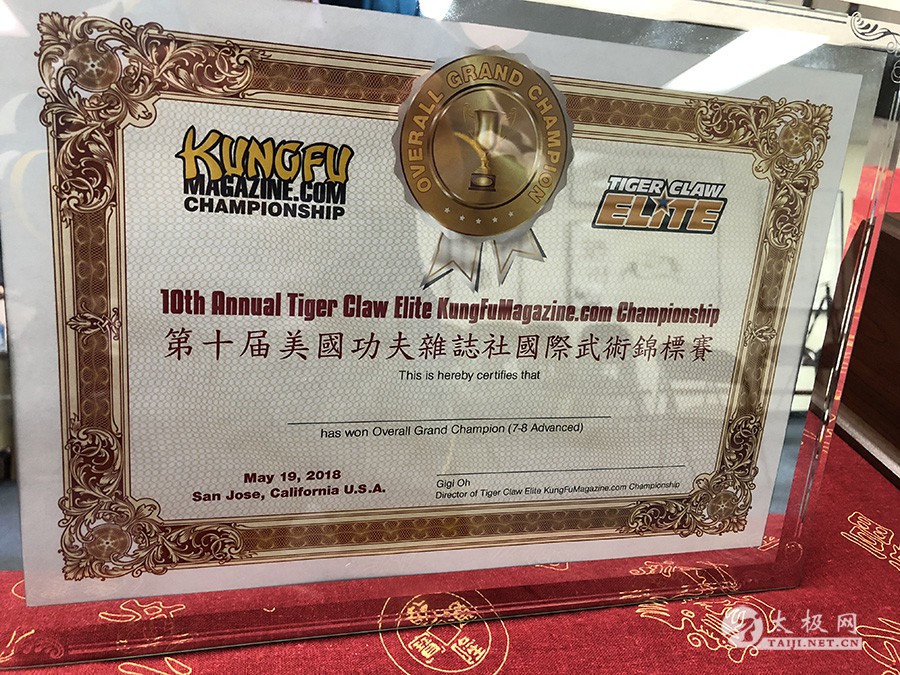 OVERALL GRAND CHAMPION
KUNGFU
MAGAZINE.COM
CHAMPIONSHIP
TIGER CLAW
ELITE
10th Annual Tiger Claw Elite KungFuMagazine.com Championship
第十届美國功夫雜誌社國際武術錦標賽
This is hereby certifies that
has won Overall Grand Champion (7-8 Advanced)
May 19, 2018
San Jose, California U.S.A.
Gigi Oh
Director of Tiger Claw Elite KungFuMagazine.com Championship
太极网
TAIJI.NET.CN